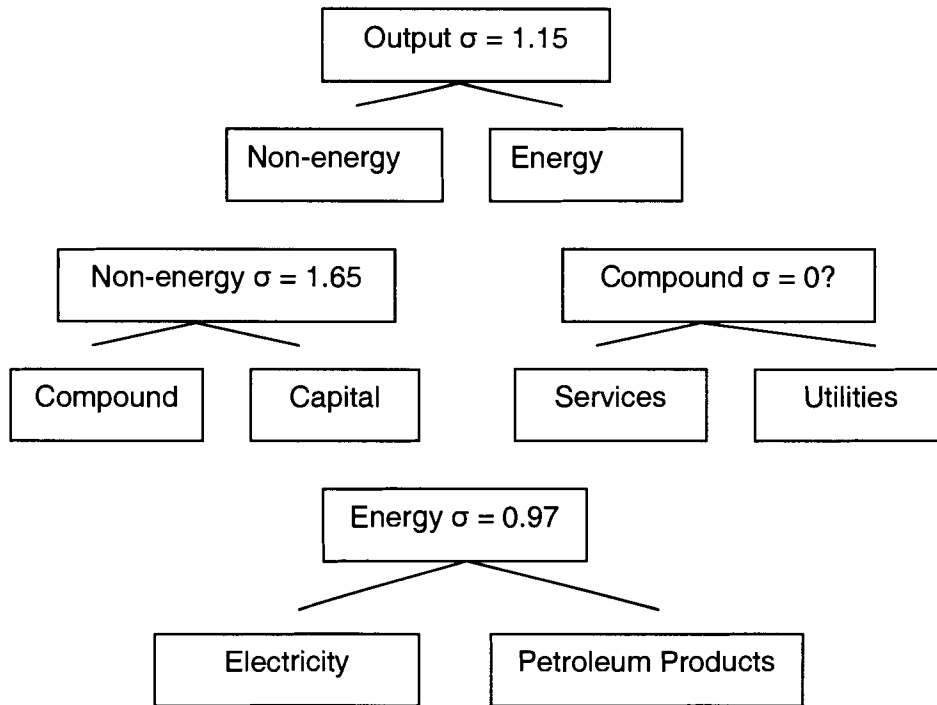 Output σ = 1.15
Non-energy
Energy
Non-energy σ = 1.65
Compound σ = 0?
Compound
Capital
Services
Utilities
Energy σ = 0.97
Electricity
Petroleum Products